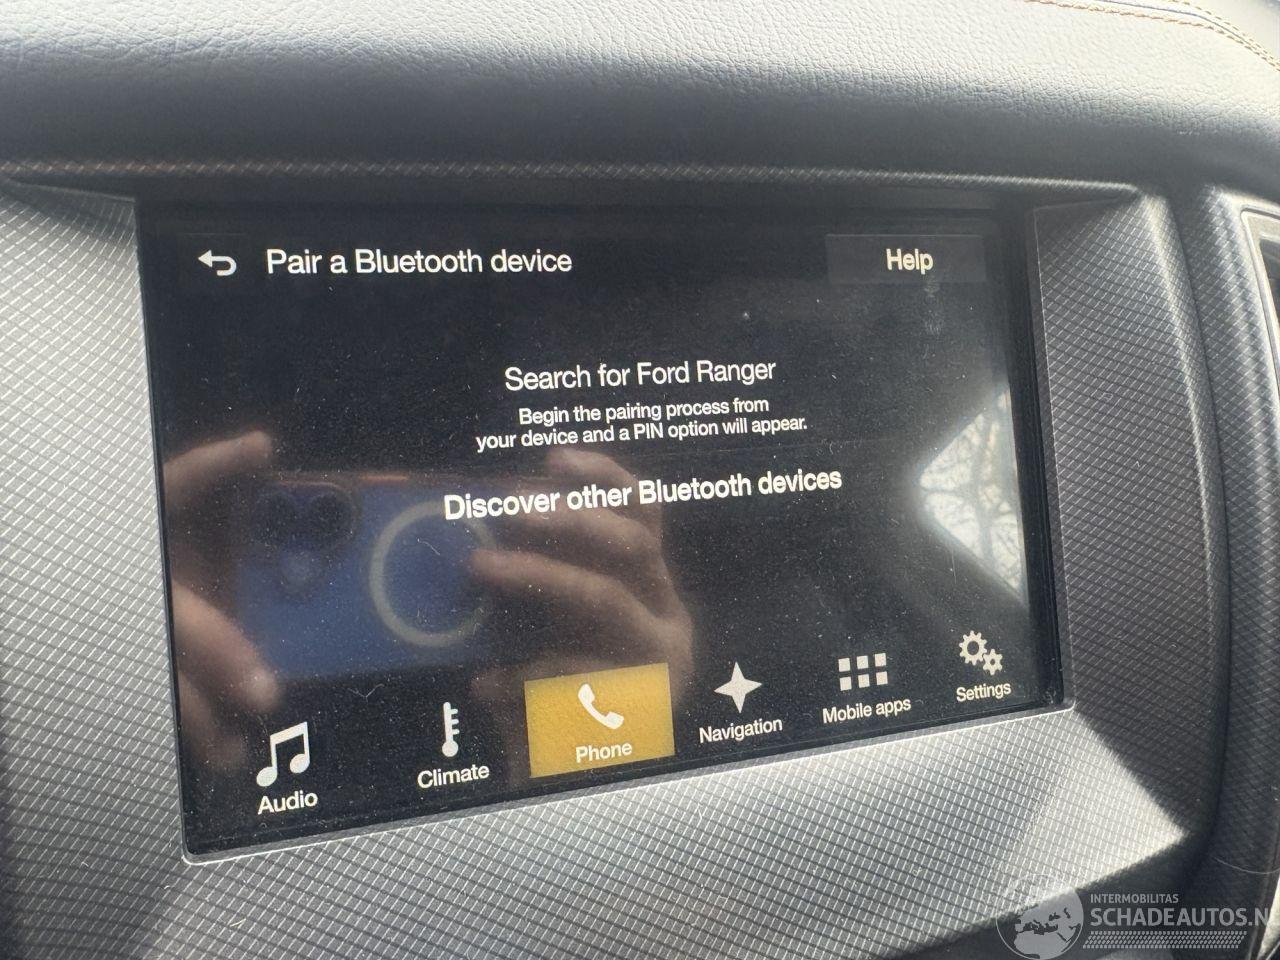 Pair a Bluetooth device
Help
Search for Ford Ranger
Begin the pairing process from
your device and a PIN option will appear.
Discover other Bluetooth devices
Audio
Climate
Phone
Navigation
Mobile apps
Settings
INTERMOBILITAS
SCHADEAUTOS.N